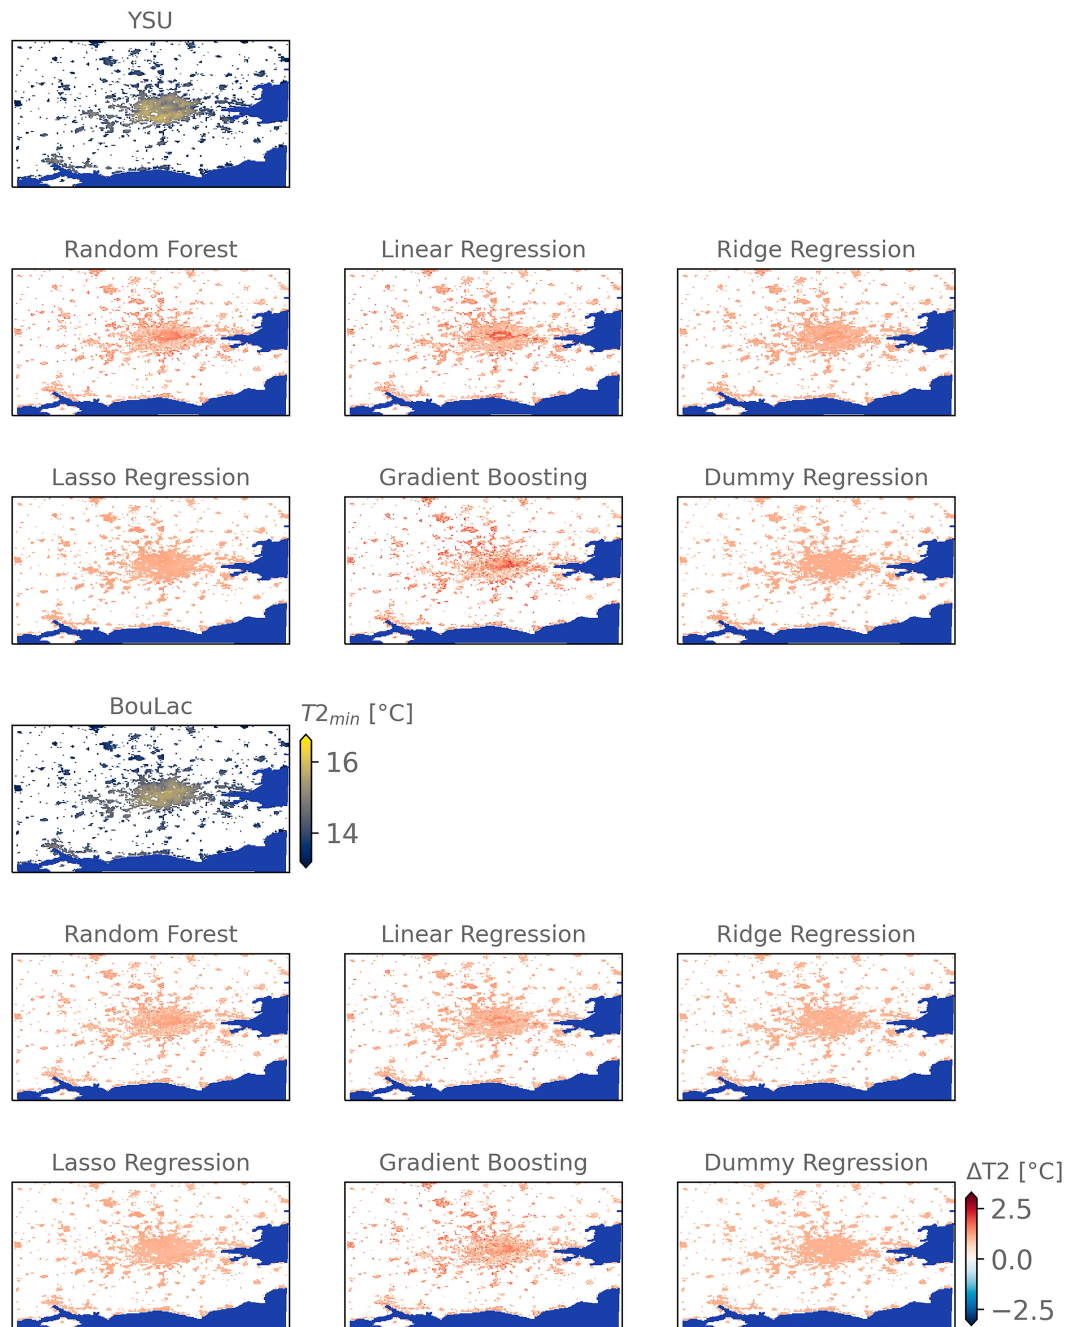 YSU
Random Forest
Linear Regression
Ridge Regression
Lasso Regression
Gradient Boosting
Dummy Regression
BouLac
T2min [°C]
16
14
Random Forest
Linear Regression
Ridge Regression
Lasso Regression
Gradient Boosting
Dummy Regression
ΔT2 [°C]
2.5
0.0
−2.5